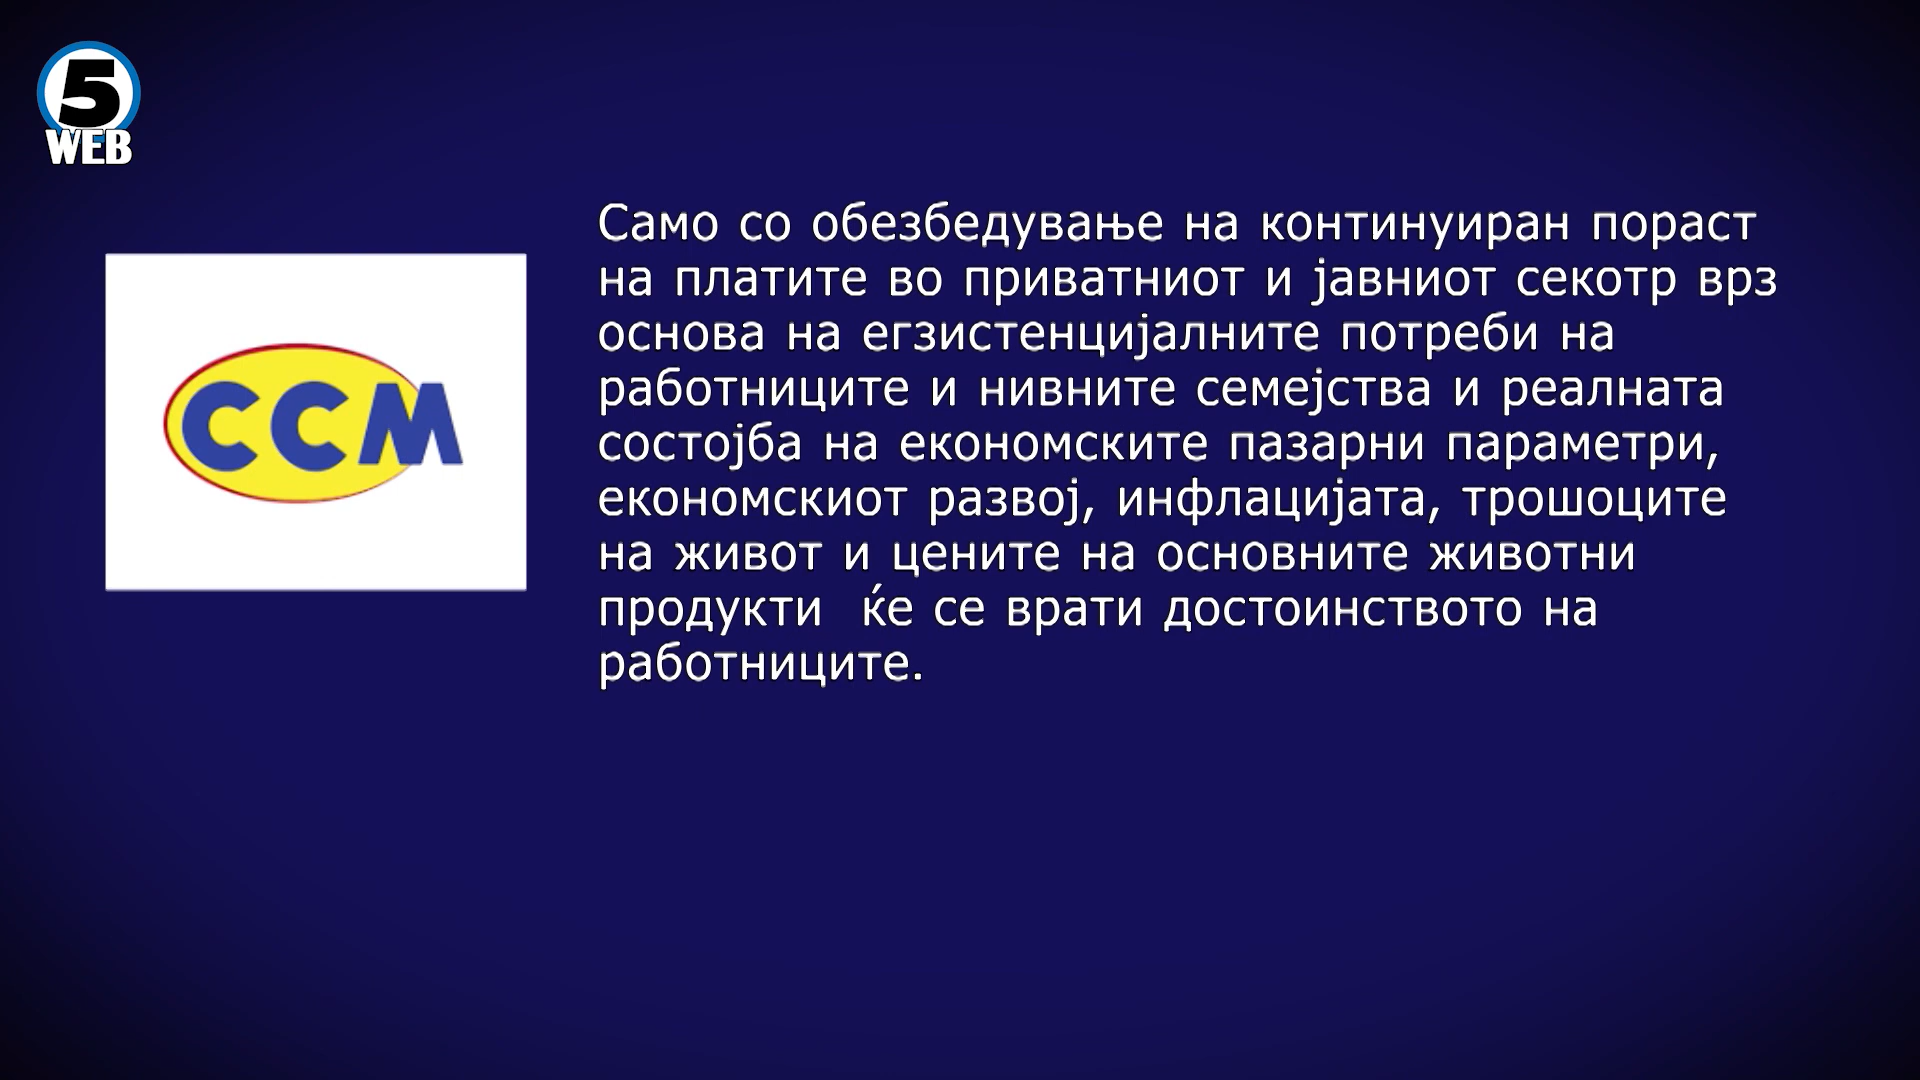 5
WEB
ССМ
Само со обезбедување на континуиран пораст
на платите во приватниот и јавниот секотр врз
основа на егзистенцијалните потреби на
работниците и нивните семејства и реалната
состојба на економските пазарни параметри,
економскиот развој, инфлацијата, трошоците
на живот и цените на основните животни
продукти  ќе се врати достоинството на
работниците.